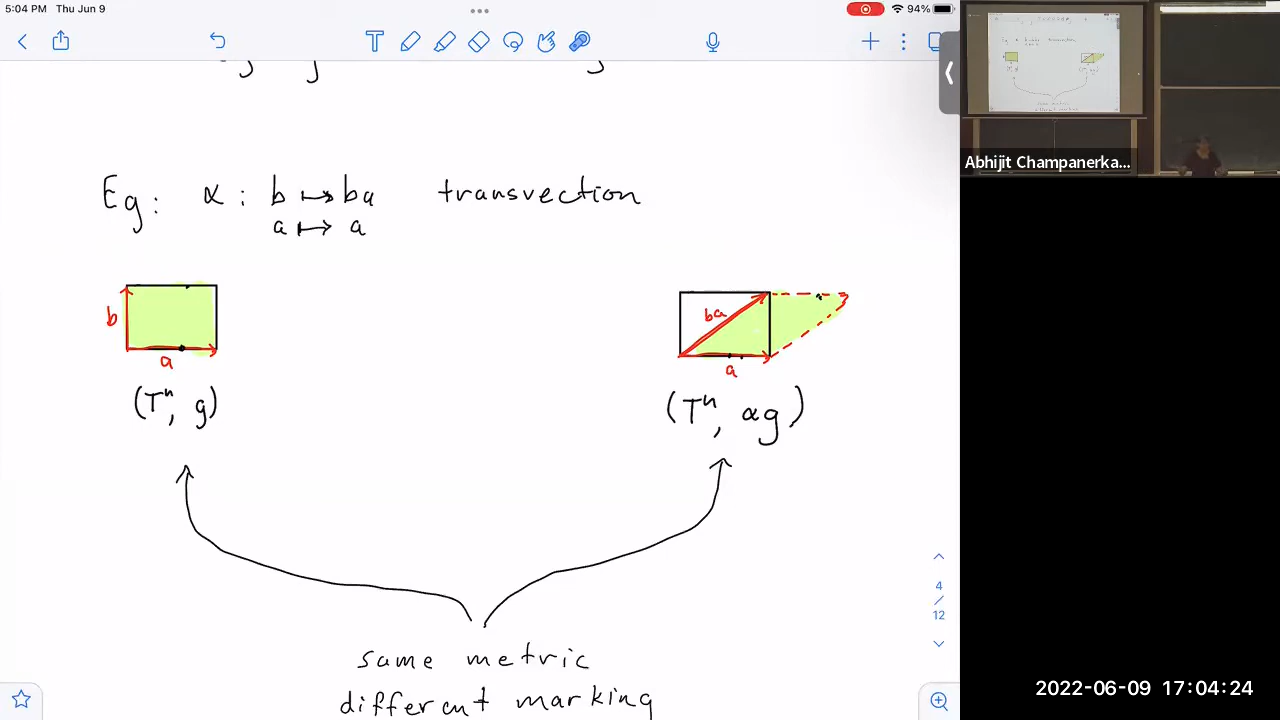 5:04 PM Thu Jun 9
94%
Eg: α : b ↦ ba transvection
a ↦ a
b
a
ba
a
(Tⁿ, g)
(Tⁿ, αg)
same metric
different marking
4
/
12
Abhijit Champanerka...
2022-06-09 17:04:24